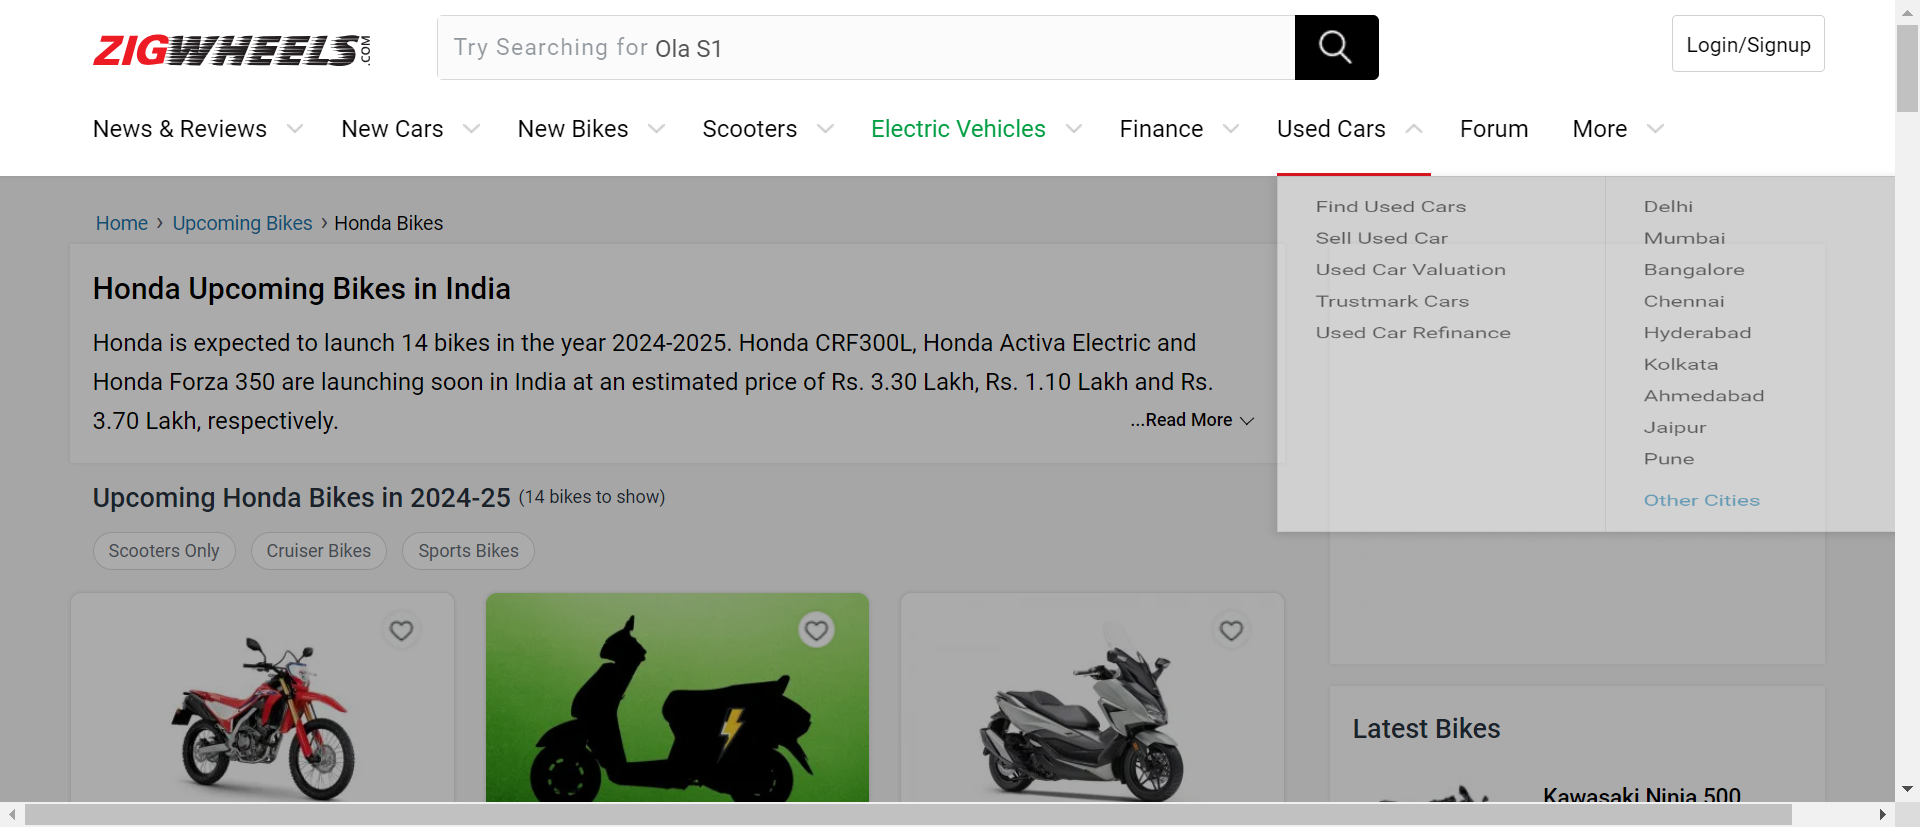 ZIGWHEELS.COM
Try Searching for Ola S1
Login/Signup
News & Reviews
New Cars
New Bikes
Scooters
Electric Vehicles
Finance
Used Cars
Forum
More
Home › Upcoming Bikes › Honda Bikes
Find Used Cars
Sell Used Car
Used Car Valuation
Trustmark Cars
Used Car Refinance
Delhi
Mumbai
Bangalore
Chennai
Hyderabad
Kolkata
Ahmedabad
Jaipur
Pune
Other Cities
Honda Upcoming Bikes in India
Honda is expected to launch 14 bikes in the year 2024-2025. Honda CRF300L, Honda Activa Electric and
Honda Forza 350 are launching soon in India at an estimated price of Rs. 3.30 Lakh, Rs. 1.10 Lakh and Rs.
3.70 Lakh, respectively.
...Read More
Upcoming Honda Bikes in 2024-25 (14 bikes to show)
Scooters Only
Cruiser Bikes
Sports Bikes
Latest Bikes
Kawasaki Ninja 500